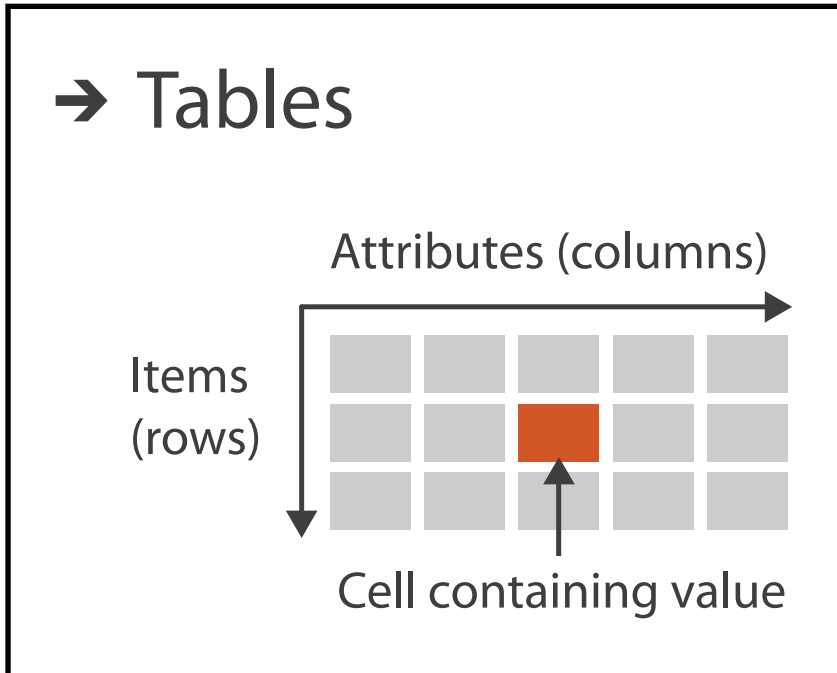 ➔ Tables
Attributes (columns)
Items
(rows)
Cell containing value